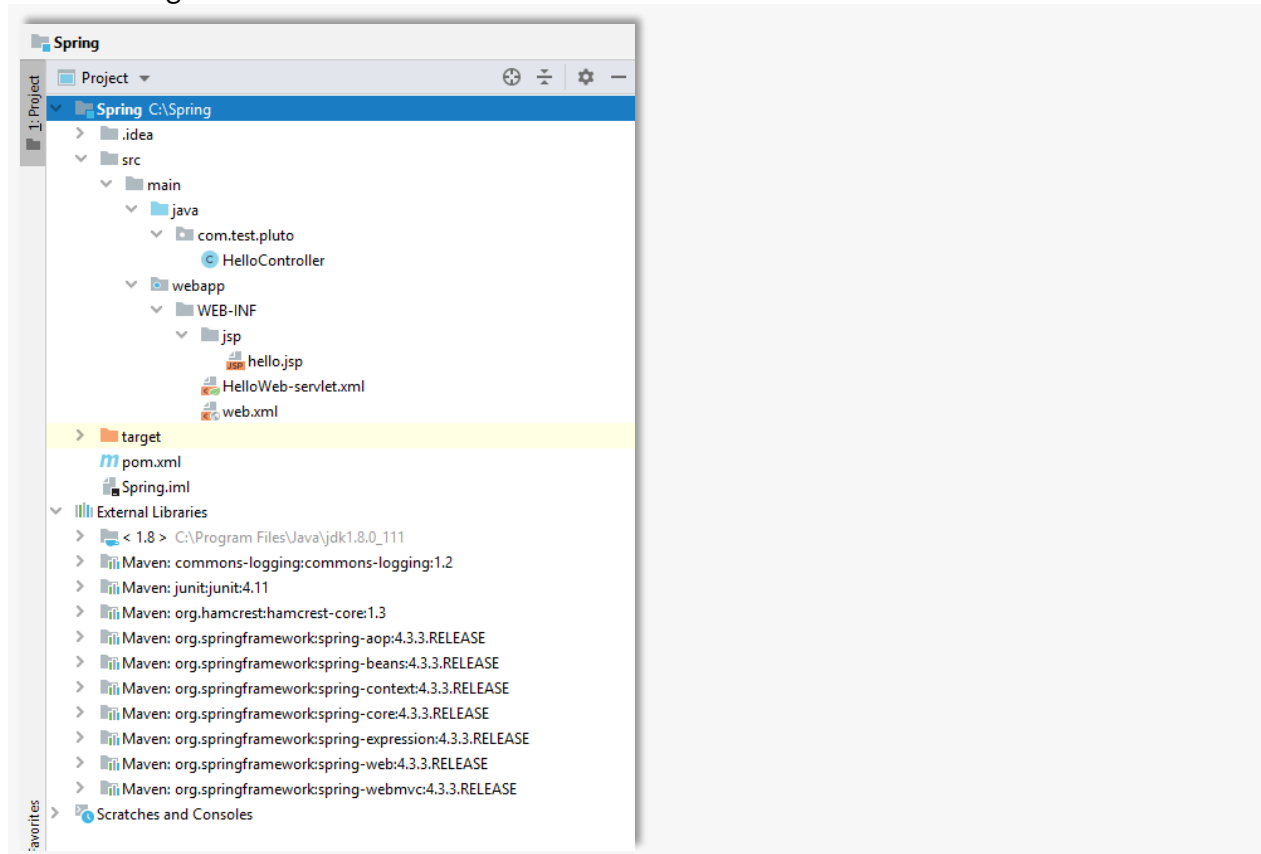 Spring
Project
1: Project
Spring C:\Spring
.idea
src
main
java
com.test.pluto
HelloController
webapp
WEB-INF
jsp
hello.jsp
HelloWeb-servlet.xml
web.xml
target
pom.xml
Spring.iml
External Libraries
< 1.8 > C:\Program Files\Java\jdk1.8.0_111
Maven: commons-logging:commons-logging:1.2
Maven: junit:junit:4.11
Maven: org.hamcrest:hamcrest-core:1.3
Maven: org.springframework:spring-aop:4.3.3.RELEASE
Maven: org.springframework:spring-beans:4.3.3.RELEASE
Maven: org.springframework:spring-context:4.3.3.RELEASE
Maven: org.springframework:spring-core:4.3.3.RELEASE
Maven: org.springframework:spring-expression:4.3.3.RELEASE
Maven: org.springframework:spring-web:4.3.3.RELEASE
Maven: org.springframework:spring-webmvc:4.3.3.RELEASE
Scratches and Consoles
avorites